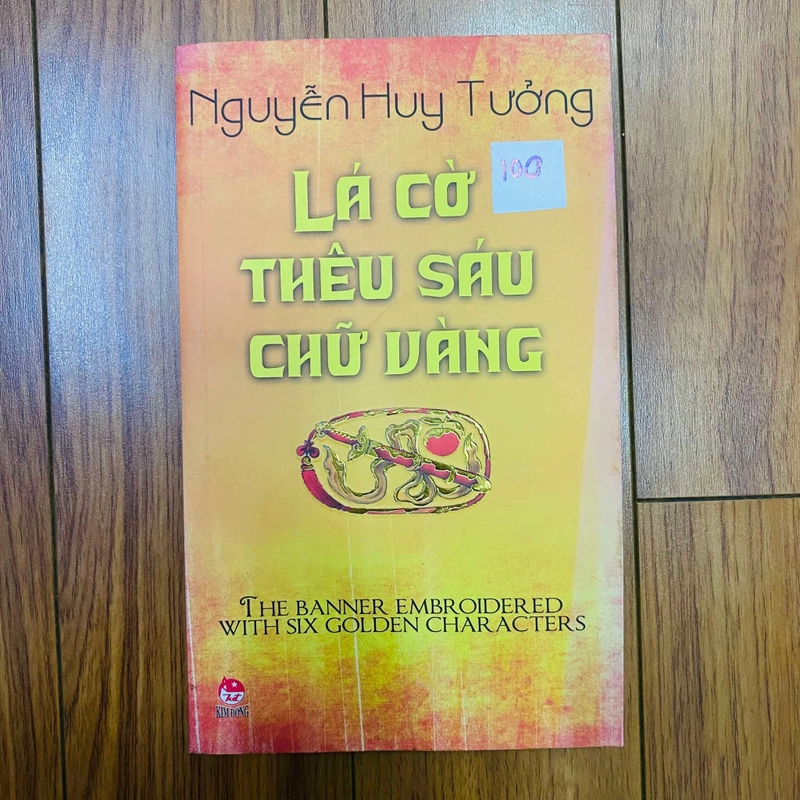 Nguyễn Huy Tưởng
100
LÁ CỜ
THÊU SÁU
CHỮ VÀNG
THE BANNER EMBROIDERED
WITH SIX GOLDEN CHARACTERS
KIM ĐỒNG